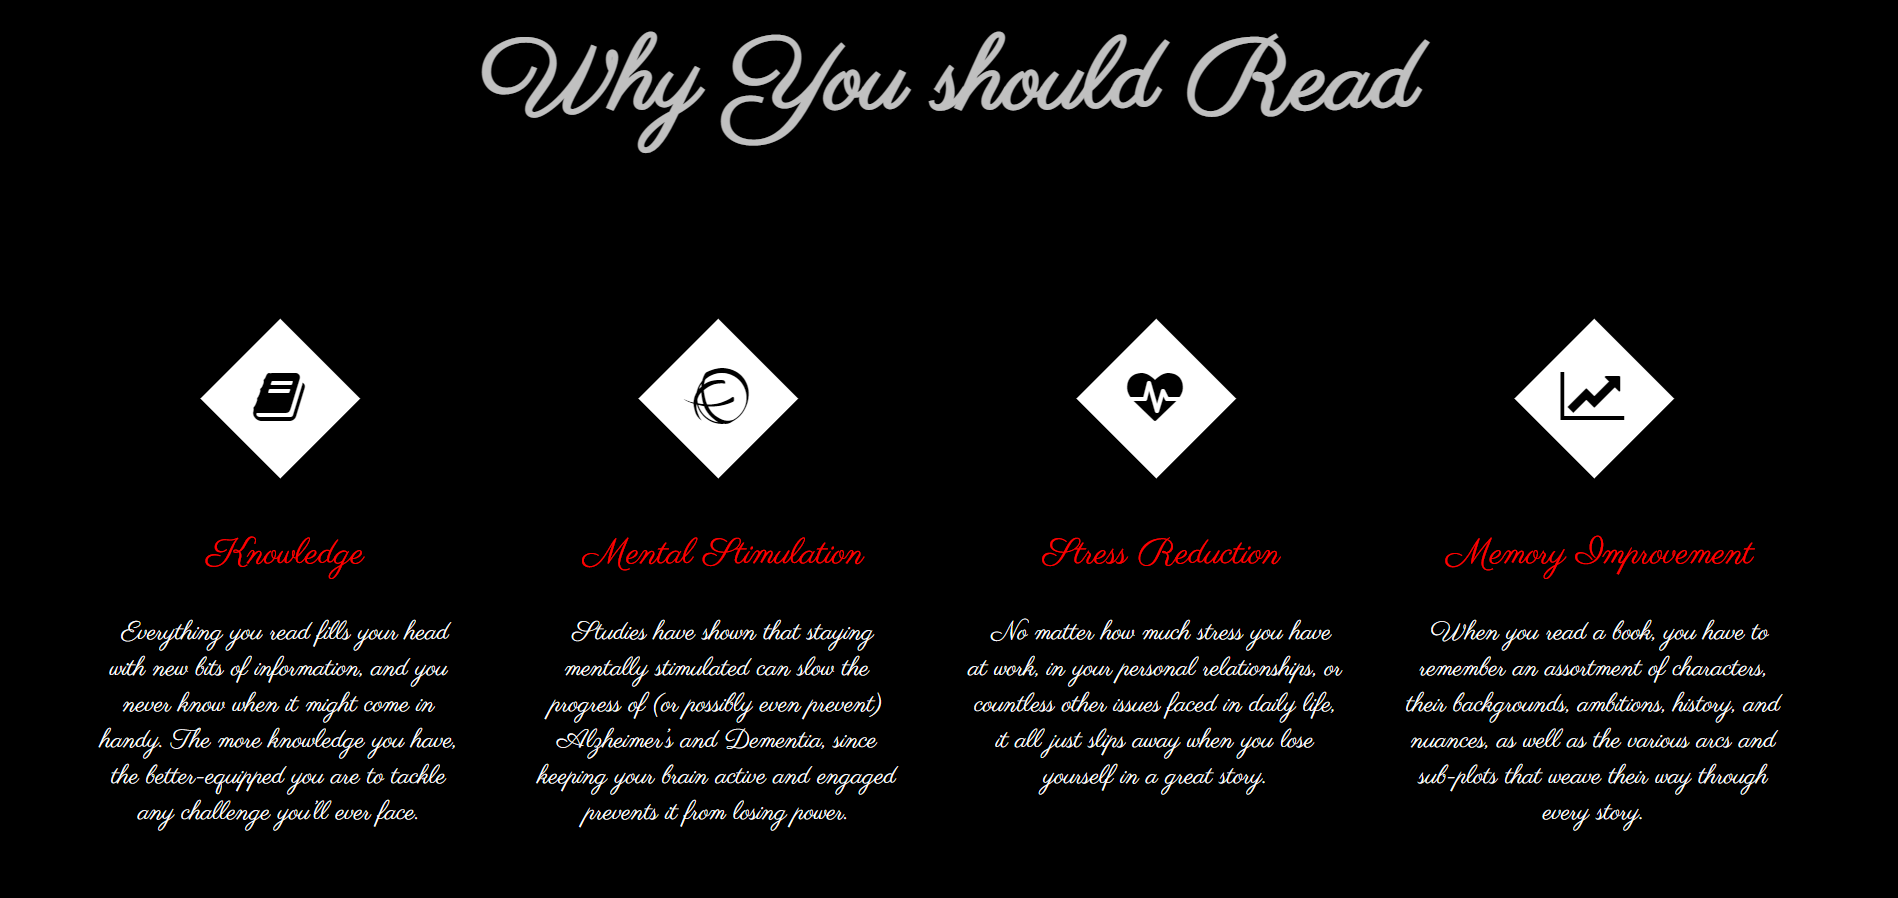 Why You should Read
Knowledge
Everything you read fills your head
with new bits of information, and you
never know when it might come in
handy. The more knowledge you have,
the better-equipped you are to tackle
any challenge you'll ever face.
Mental Stimulation
Studies have shown that staying
mentally stimulated can slow the
progress of (or possibly even prevent)
Alzheimer's and Dementia, since
keeping your brain active and engaged
prevents it from losing power.
Stress Reduction
No matter how much stress you have
at work, in your personal relationships, or
countless other issues faced in daily life,
it all just slips away when you lose
yourself in a great story.
Memory Improvement
When you read a book, you have to
remember an assortment of characters,
their backgrounds, ambitions, history, and
nuances, as well as the various arcs and
sub-plots that weave their way through
every story.